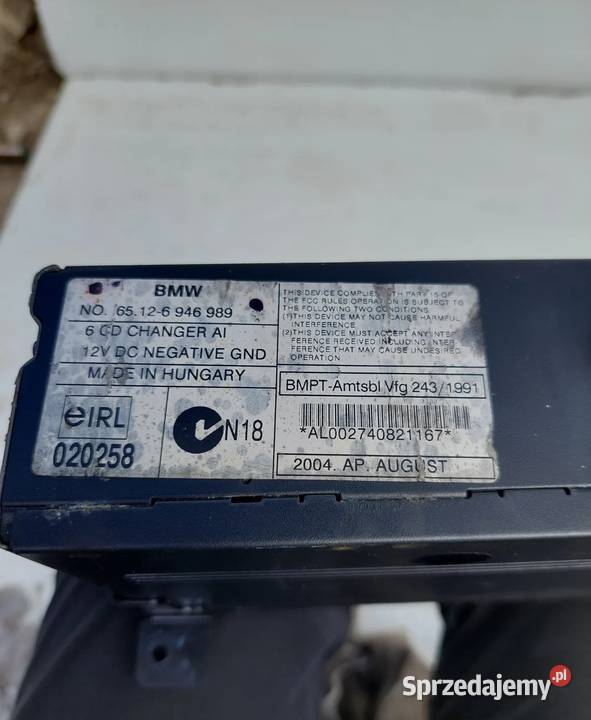 BMW
NO. 65.12-6 946 989
6 CD CHANGER AI
12V DC NEGATIVE GND
MADE IN HUNGARY
eIRL
020258
N18
THIS DEVICE COMPLIES WITH PART 15 OF
THE FCC RULES OPERATION IS SUBJECT TO
THE FOLLOWING TWO CONDITIONS
(1)THIS DEVICE MAY NOT CAUSE HARMFUL
INTERFERENCE.
(2)THIS DEVICE MUST ACCEPT ANY INTER
FERENCE RECEIVED INCLUDING INTER
FERENCE THAT MAY CAUSE UNDESIRED
OPERATION
BMPT-Amtsbl Vfg 243/1991
*AL002740821167*
2004. AP. AUGUST
Sprzedajemy.pl